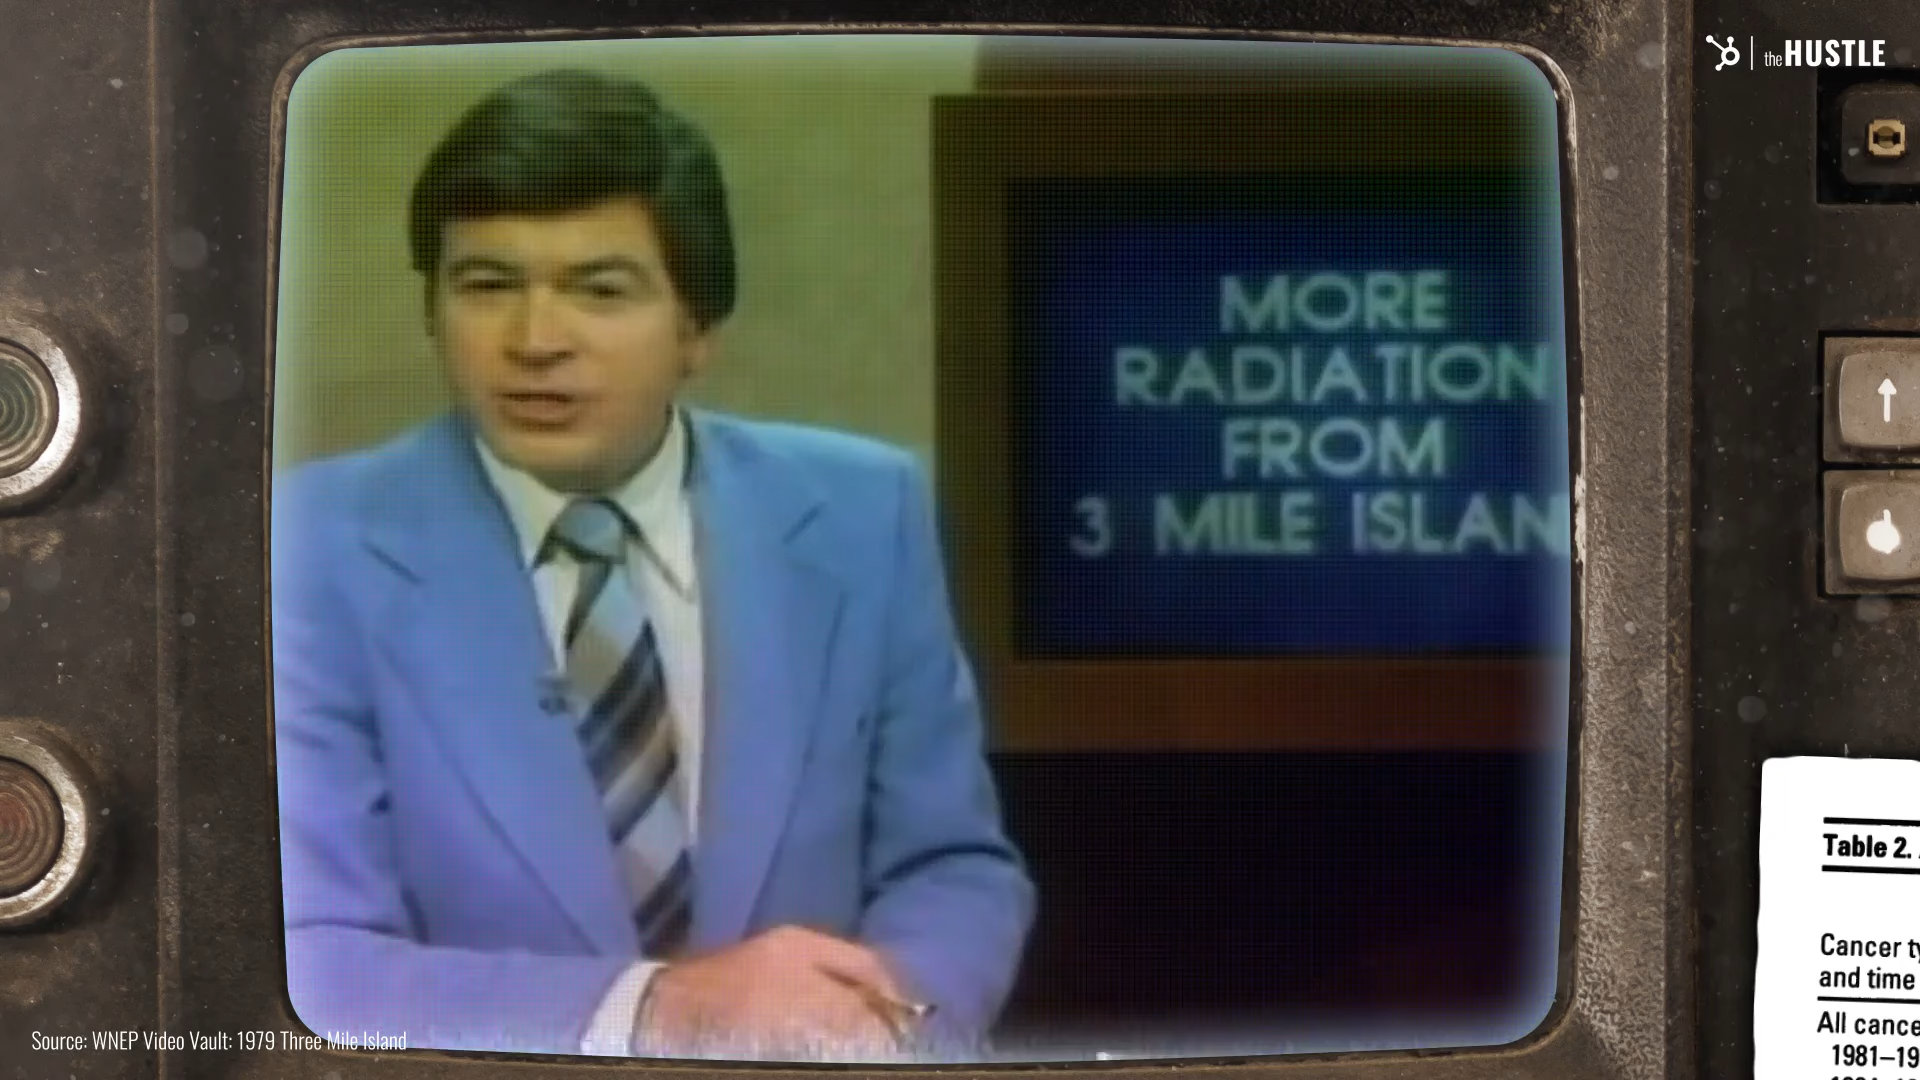 theHUSTLE
MORE
RADIATION
FROM
3 MILE ISLAN
Table 2.
Cancer ty
and time
All cance
1981–19
Source: WNEP Video Vault: 1979 Three Mile Island